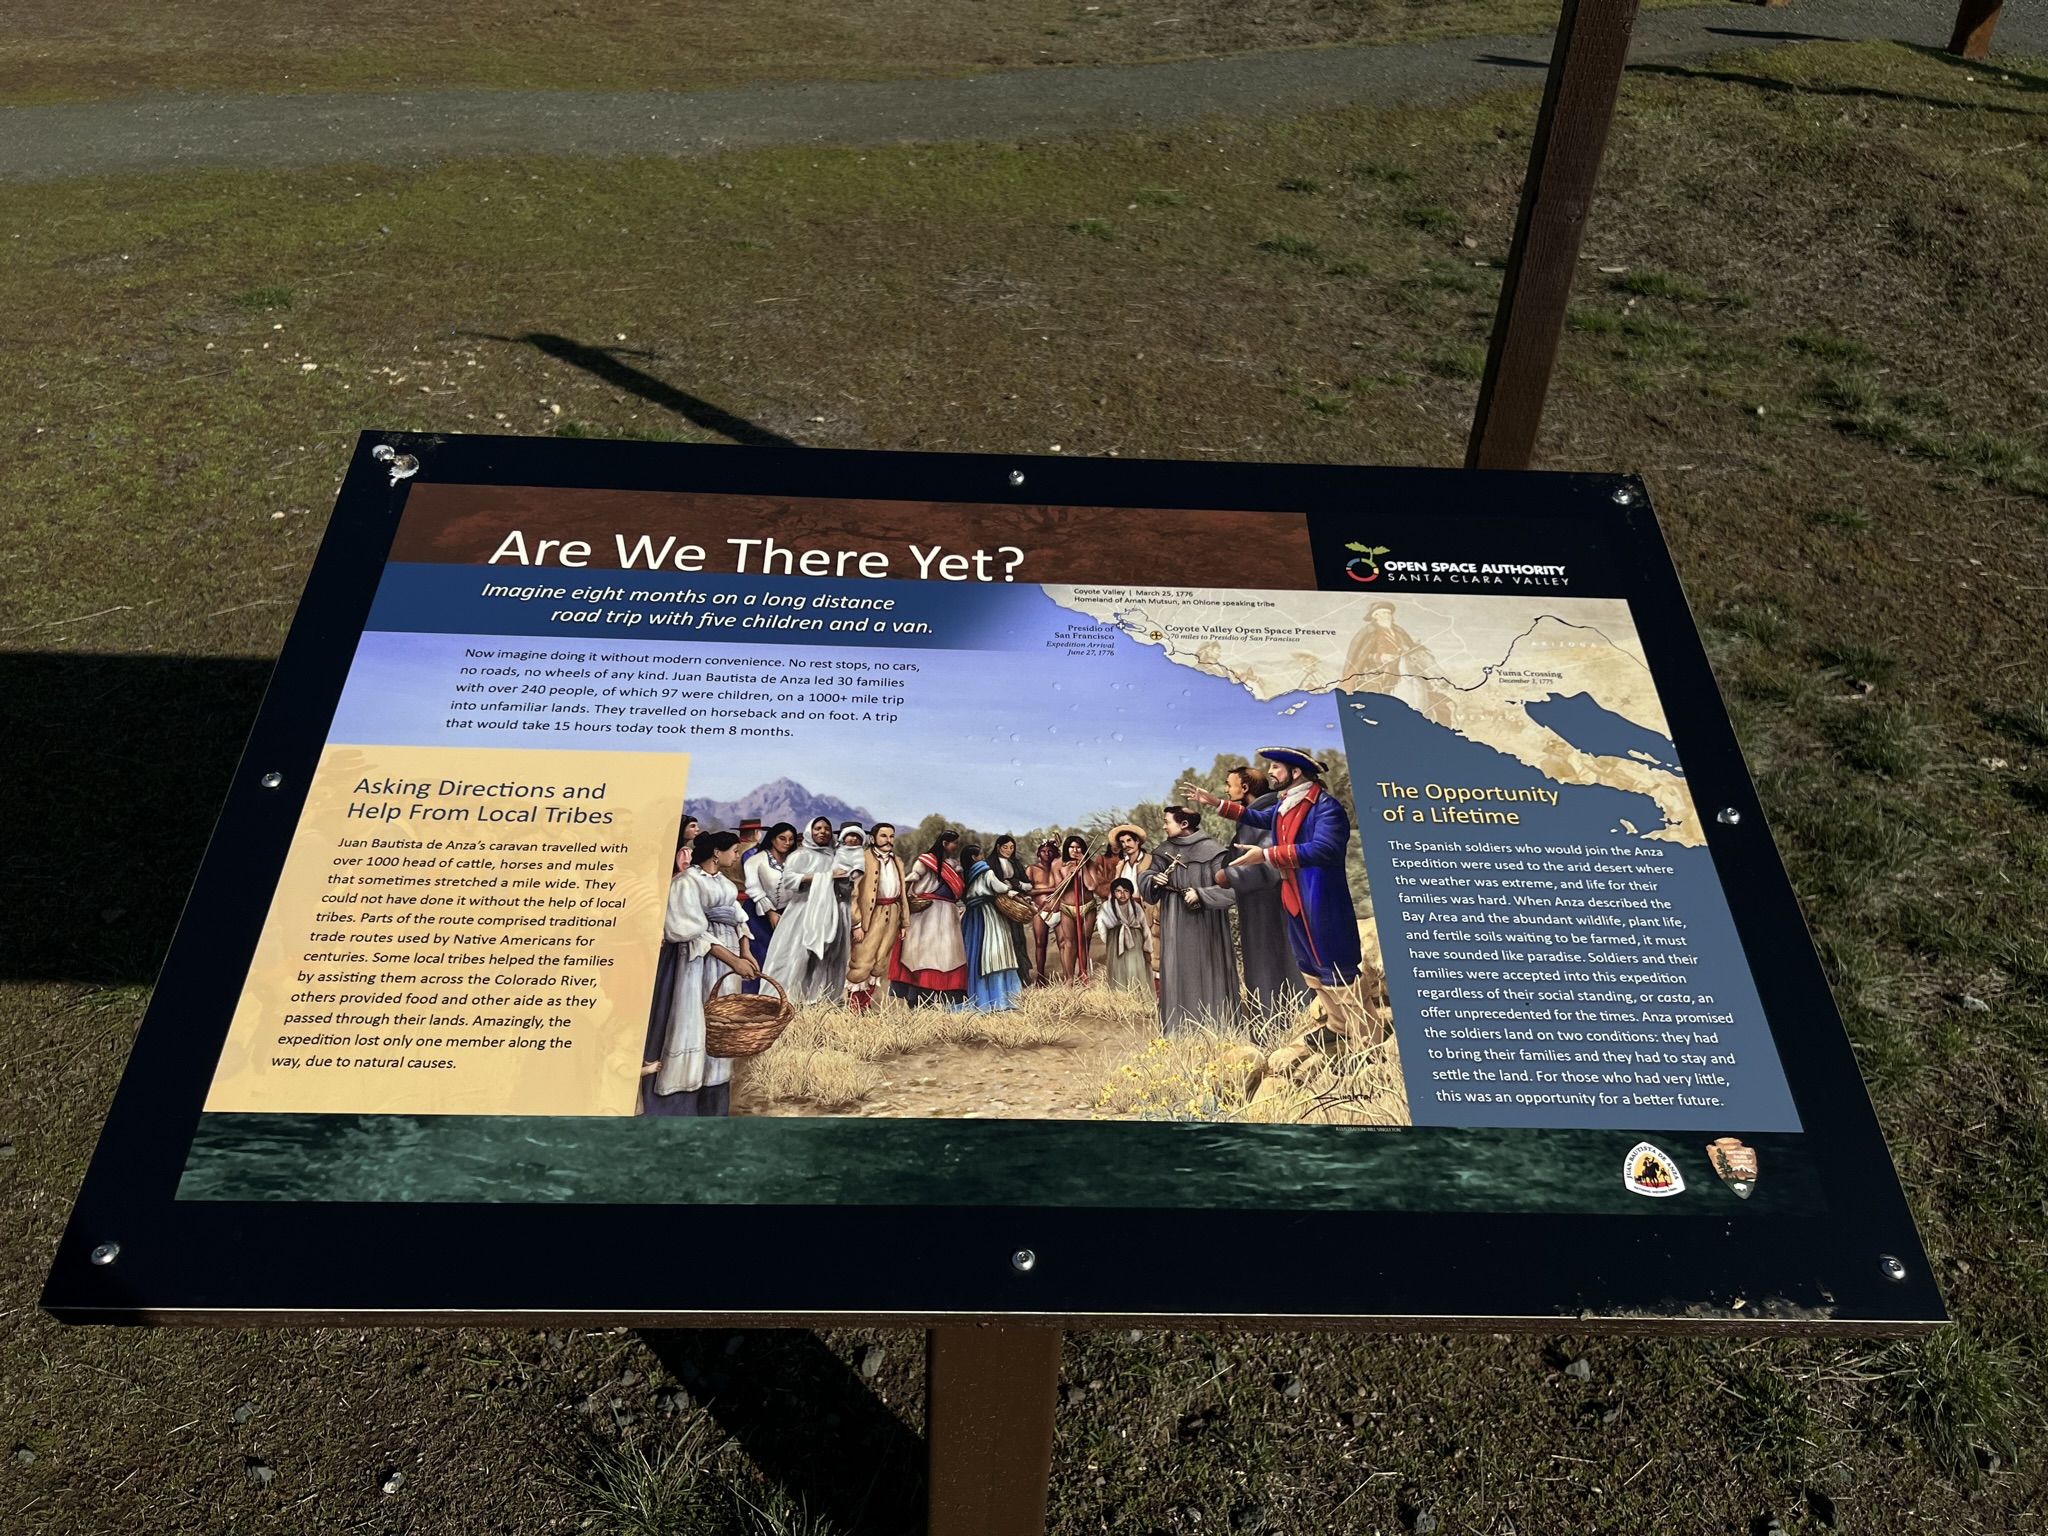 Are We There Yet?
OPEN SPACE AUTHORITY
SANTA CLARA VALLEY
Imagine eight months on a long distance
road trip with five children and a van.
Now imagine doing it without modern convenience. No rest stops, no cars,
no roads, no wheels of any kind. Juan Bautista de Anza led 30 families
with over 240 people, of which 97 were children, on a 1000+ mile trip
into unfamiliar lands. They travelled on horseback and on foot. A trip
that would take 15 hours today took them 8 months.
Coyote Valley | March 25, 1776
Homeland of Amah Mutsun, an Ohlone speaking tribe
Presidio of
San Francisco
Expedition Arrival
June 27, 1776
Coyote Valley Open Space Preserve
70 miles to Presidio of San Francisco
ARIZONA
Yuma Crossing
December 3, 1775
MEXICO
Asking Directions and
Help From Local Tribes
Juan Bautista de Anza's caravan travelled with
over 1000 head of cattle, horses and mules
that sometimes stretched a mile wide. They
could not have done it without the help of local
tribes. Parts of the route comprised traditional
trade routes used by Native Americans for
centuries. Some local tribes helped the families
by assisting them across the Colorado River,
others provided food and other aide as they
passed through their lands. Amazingly, the
expedition lost only one member along the
way, due to natural causes.
The Opportunity
of a Lifetime
The Spanish soldiers who would join the Anza
Expedition were used to the arid desert where
the weather was extreme, and life for their
families was hard. When Anza described the
Bay Area and the abundant wildlife, plant life,
and fertile soils waiting to be farmed, it must
have sounded like paradise. Soldiers and their
families were accepted into this expedition
regardless of their social standing, or casta, an
offer unprecedented for the times. Anza promised
the soldiers land on two conditions: they had
to bring their families and they had to stay and
settle the land. For those who had very little,
this was an opportunity for a better future.
JUAN BAUTISTA DE ANZA
NATIONAL HISTORIC TRAIL
NATIONAL
PARK
SERVICE